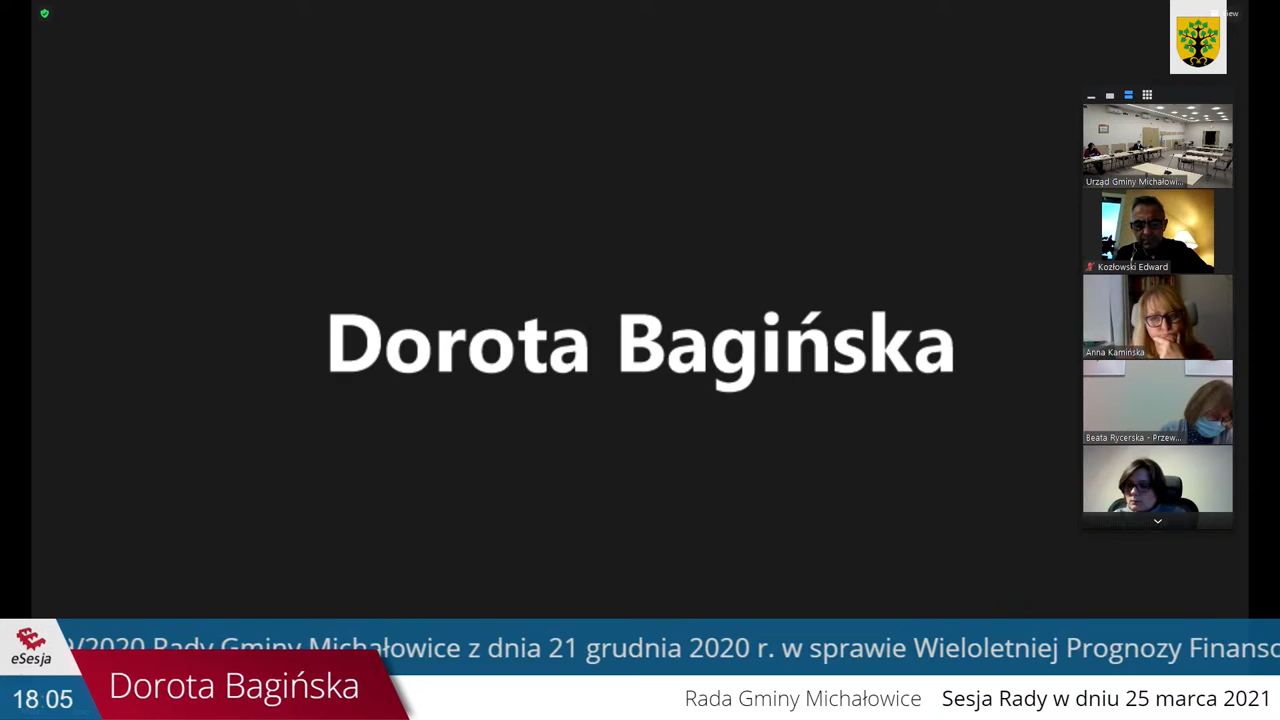 View
Urząd Gminy Michałowi...
Kozłowski Edward
Anna Kamińska
Beata Rycerska - Przew...
Dorota Bagińska
/2020 Rady Gminy Michałowice z dnia 21 grudnia 2020 r. w sprawie Wieloletniej Prognozy Finanso
eSesja
Dorota Bagińska
18:05
Rada Gminy Michałowice Sesja Rady w dniu 25 marca 2021